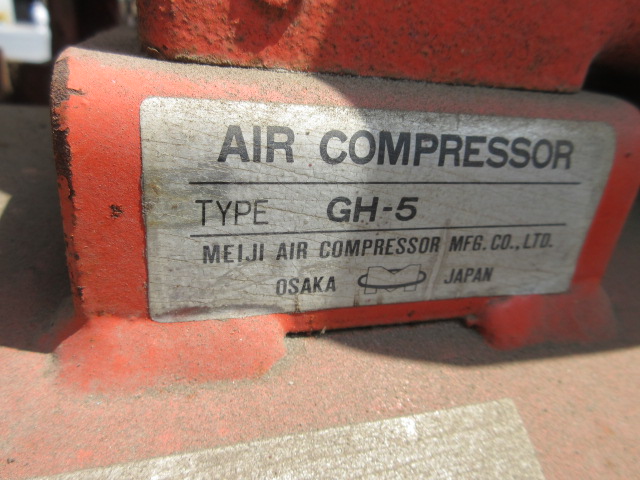 AIR COMPRESSOR
TYPE GH-5
MEIJI AIR COMPRESSOR MFG. CO., LTD.
OSAKA JAPAN